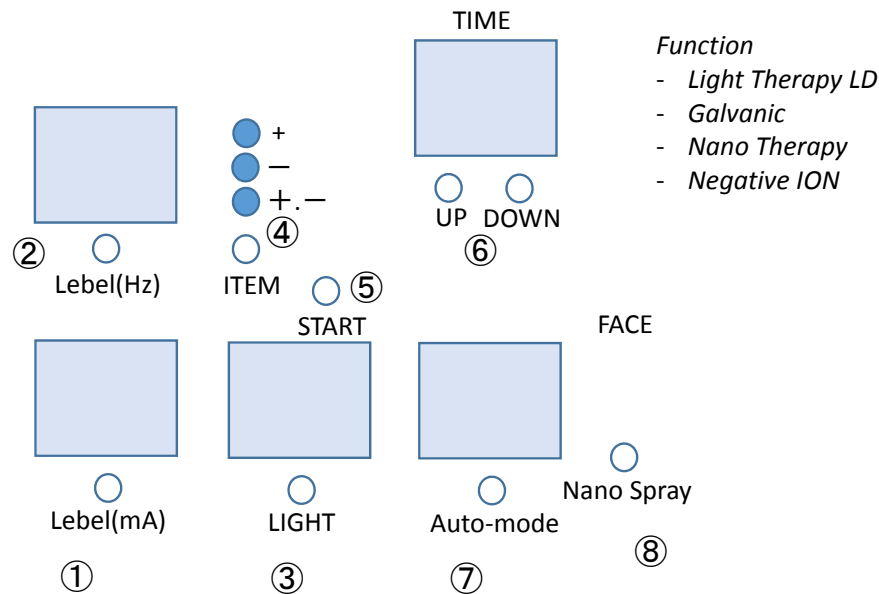 TIME
Function
- Light Therapy LD
- Galvanic
- Nano Therapy
- Negative ION
+
−
+.−
④
UP DOWN
⑥
②
Lebel(Hz)
ITEM
⑤
START
FACE
Lebel(mA)
LIGHT
Auto-mode
Nano Spray
①
③
⑦
⑧